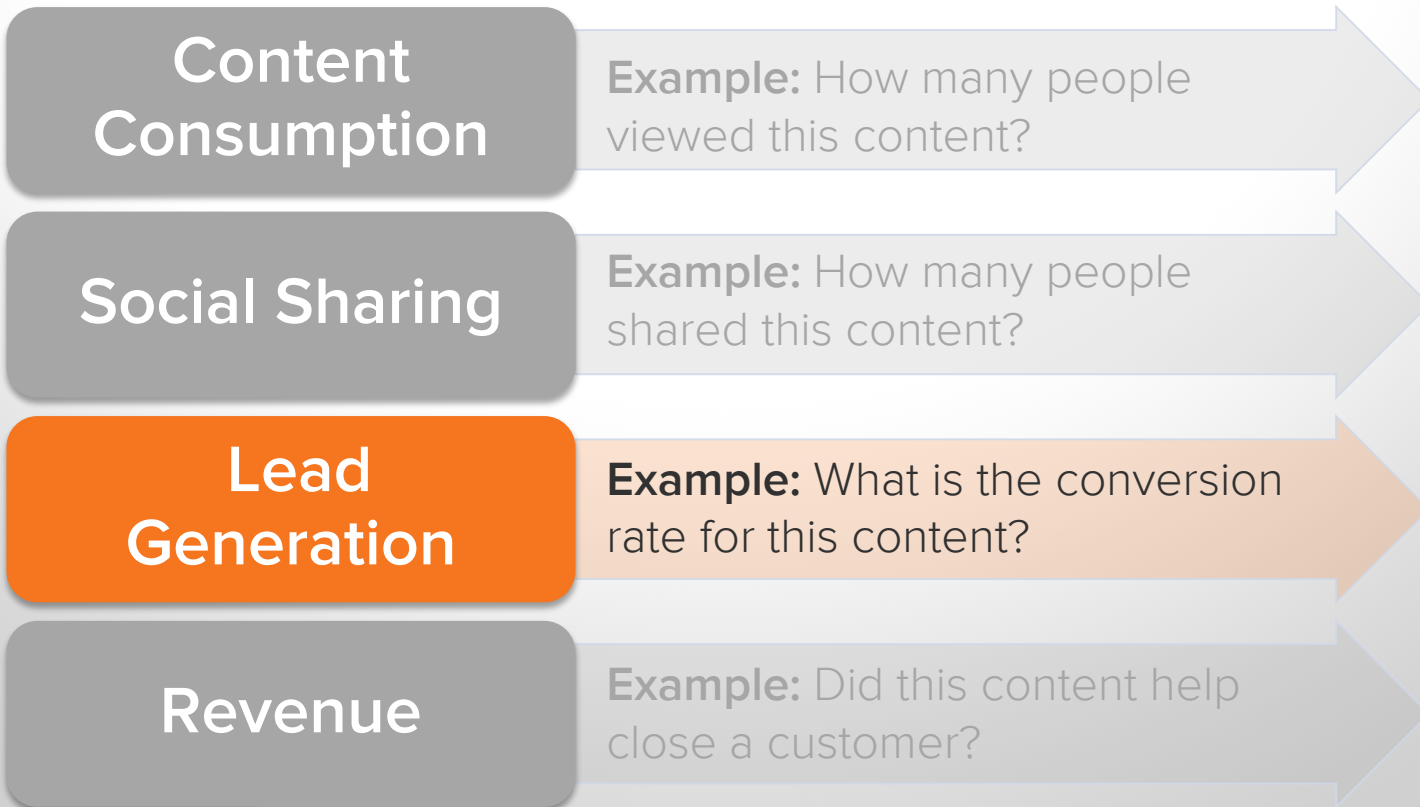 Content
Consumption
Example: How many people
viewed this content?
Social Sharing
Example: How many people
shared this content?
Lead
Generation
Example: What is the conversion
rate for this content?
Revenue
Example: Did this content help
close a customer?